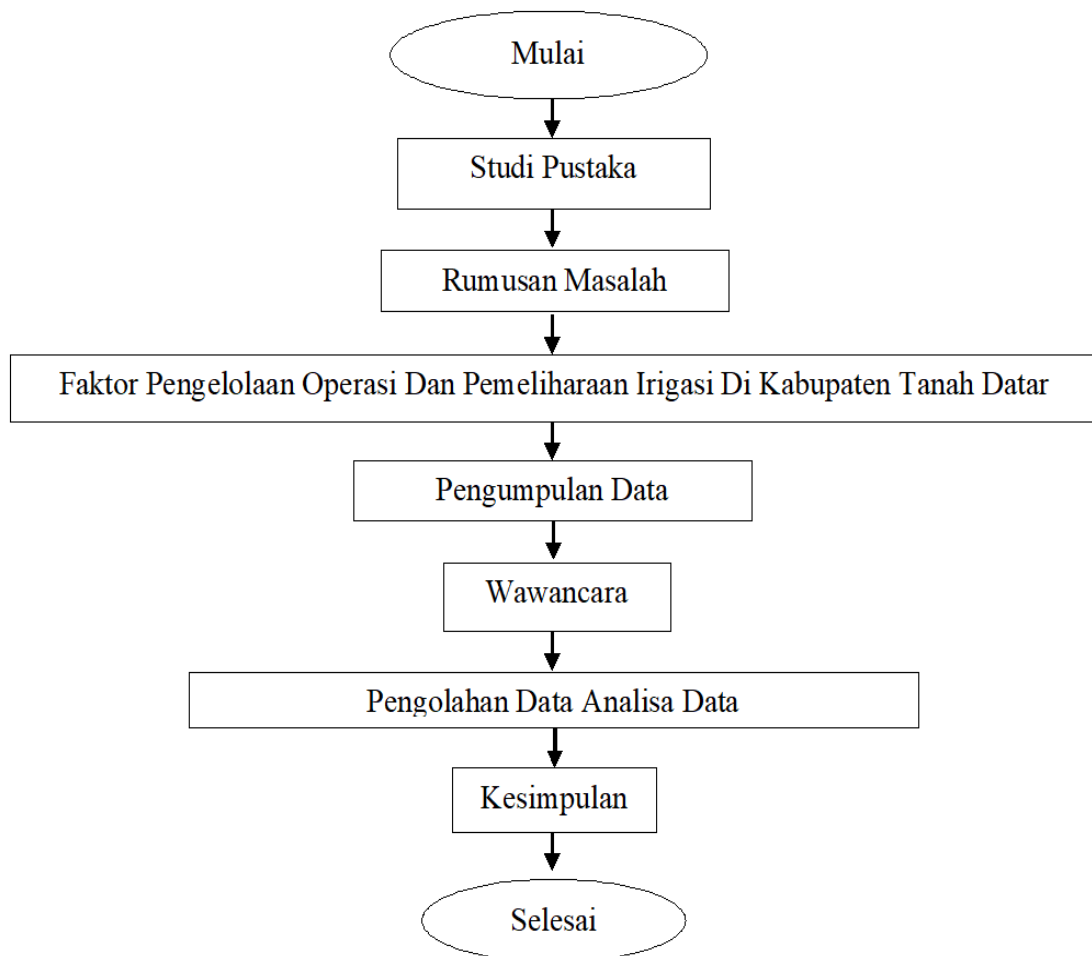 Mulai
Studi Pustaka
Rumusan Masalah
Faktor Pengelolaan Operasi Dan Pemeliharaan Irigasi Di Kabupaten Tanah Datar
Pengumpulan Data
Wawancara
Pengolahan Data Analisa Data
Kesimpulan
Selesai